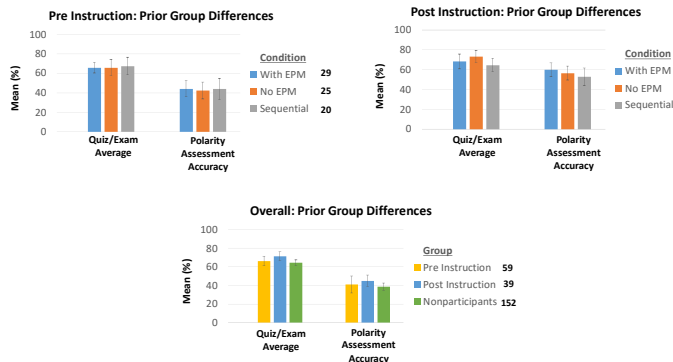 Pre Instruction: Prior Group Differences
Mean (%)
100
80
60
40
20
0
Quiz/Exam
Average
Polarity
Assessment
Accuracy
Condition
With EPM 29
No EPM 25
Sequential 20
Post Instruction: Prior Group Differences
Mean (%)
100
80
60
40
20
0
Quiz/Exam
Average
Polarity
Assessment
Accuracy
Condition
With EPM
No EPM
Sequential
Overall: Prior Group Differences
Mean (%)
100
80
60
40
20
0
Quiz/Exam
Average
Polarity
Assessment
Accuracy
Group
Pre Instruction 59
Post Instruction 39
Nonparticipants 152